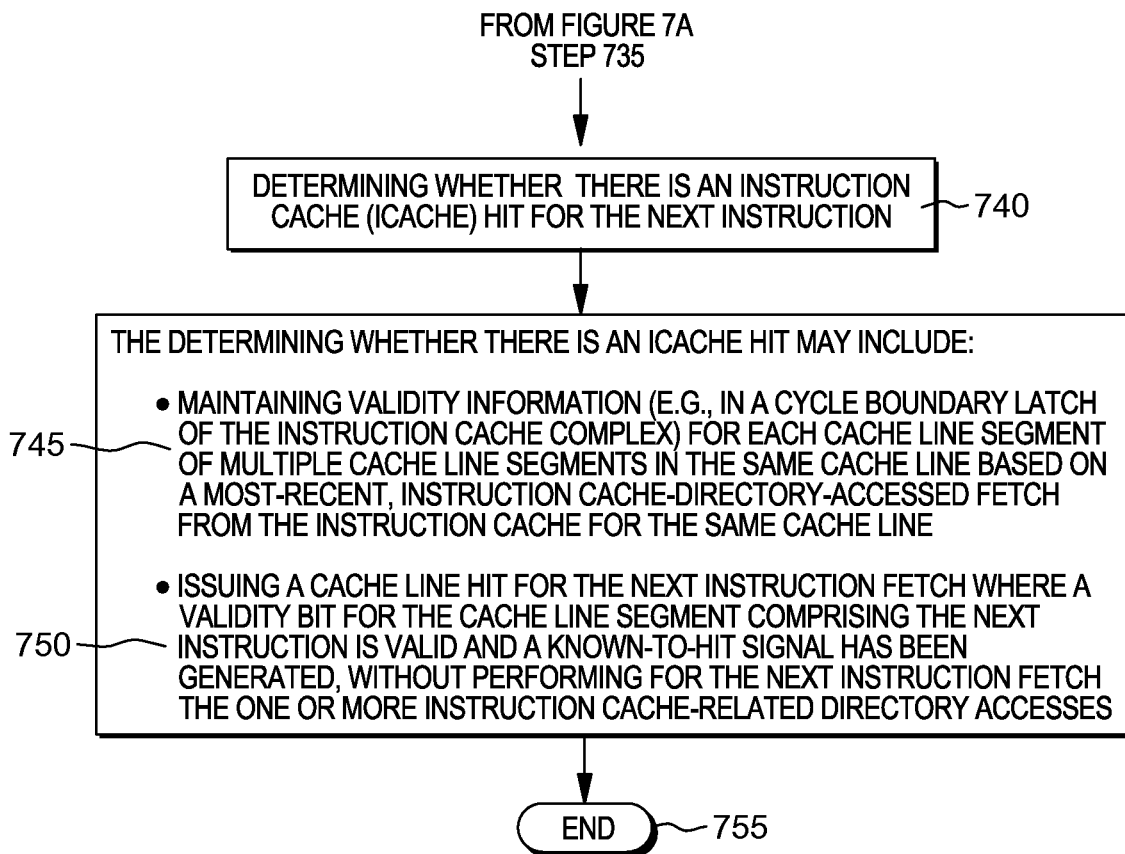 FROM FIGURE 7A
STEP 735
DETERMINING WHETHER THERE IS AN INSTRUCTION
CACHE (ICACHE) HIT FOR THE NEXT INSTRUCTION
740
THE DETERMINING WHETHER THERE IS AN ICACHE HIT MAY INCLUDE:
• MAINTAINING VALIDITY INFORMATION (E.G., IN A CYCLE BOUNDARY LATCH
OF THE INSTRUCTION CACHE COMPLEX) FOR EACH CACHE LINE SEGMENT
OF MULTIPLE CACHE LINE SEGMENTS IN THE SAME CACHE LINE BASED ON
A MOST-RECENT, INSTRUCTION CACHE-DIRECTORY-ACCESSED FETCH
FROM THE INSTRUCTION CACHE FOR THE SAME CACHE LINE
745
• ISSUING A CACHE LINE HIT FOR THE NEXT INSTRUCTION FETCH WHERE A
VALIDITY BIT FOR THE CACHE LINE SEGMENT COMPRISING THE NEXT
INSTRUCTION IS VALID AND A KNOWN-TO-HIT SIGNAL HAS BEEN
GENERATED, WITHOUT PERFORMING FOR THE NEXT INSTRUCTION FETCH
THE ONE OR MORE INSTRUCTION CACHE-RELATED DIRECTORY ACCESSES
750
END
755